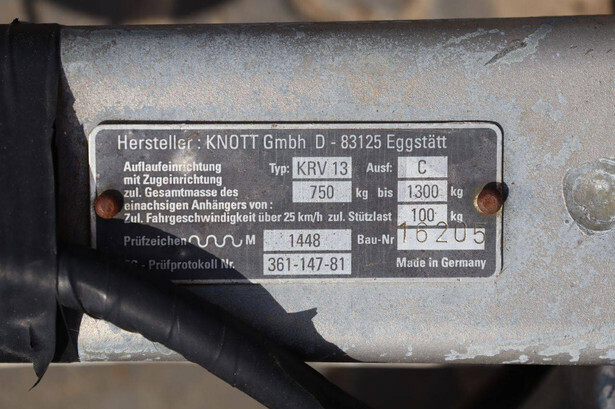 Hersteller : KNOTT Gmbh D - 83125 Eggstätt
Auflaufeinrichtung Typ: KRV 13 Ausf: C
mit Zugeinrichtung
zul. Gesamtmasse des 750 kg bis 1300 kg
einachsigen Anhängers von :
zul. Fahrgeschwindigkeit über 25 km/h zul. Stützlast 100 kg
Prüfzeichen M 1448 Bau-Nr 16205
- Prüfprotokoll Nr. 361-147-81 Made in Germany